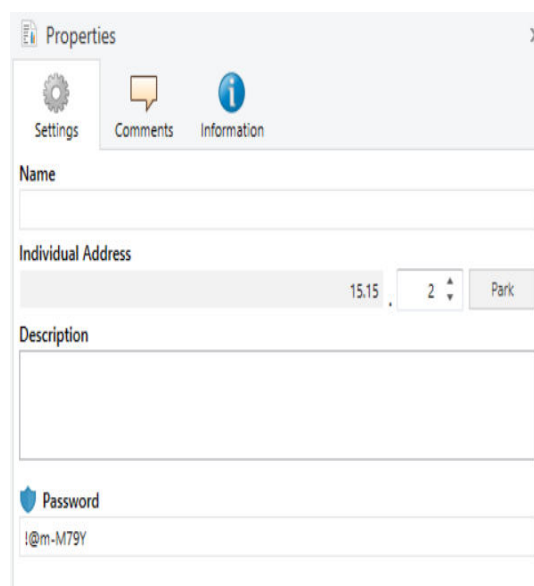 Properties
Settings Comments Information
Name
Individual Address
15.15 . 2 Park
Description
Password
!@m-M79Y